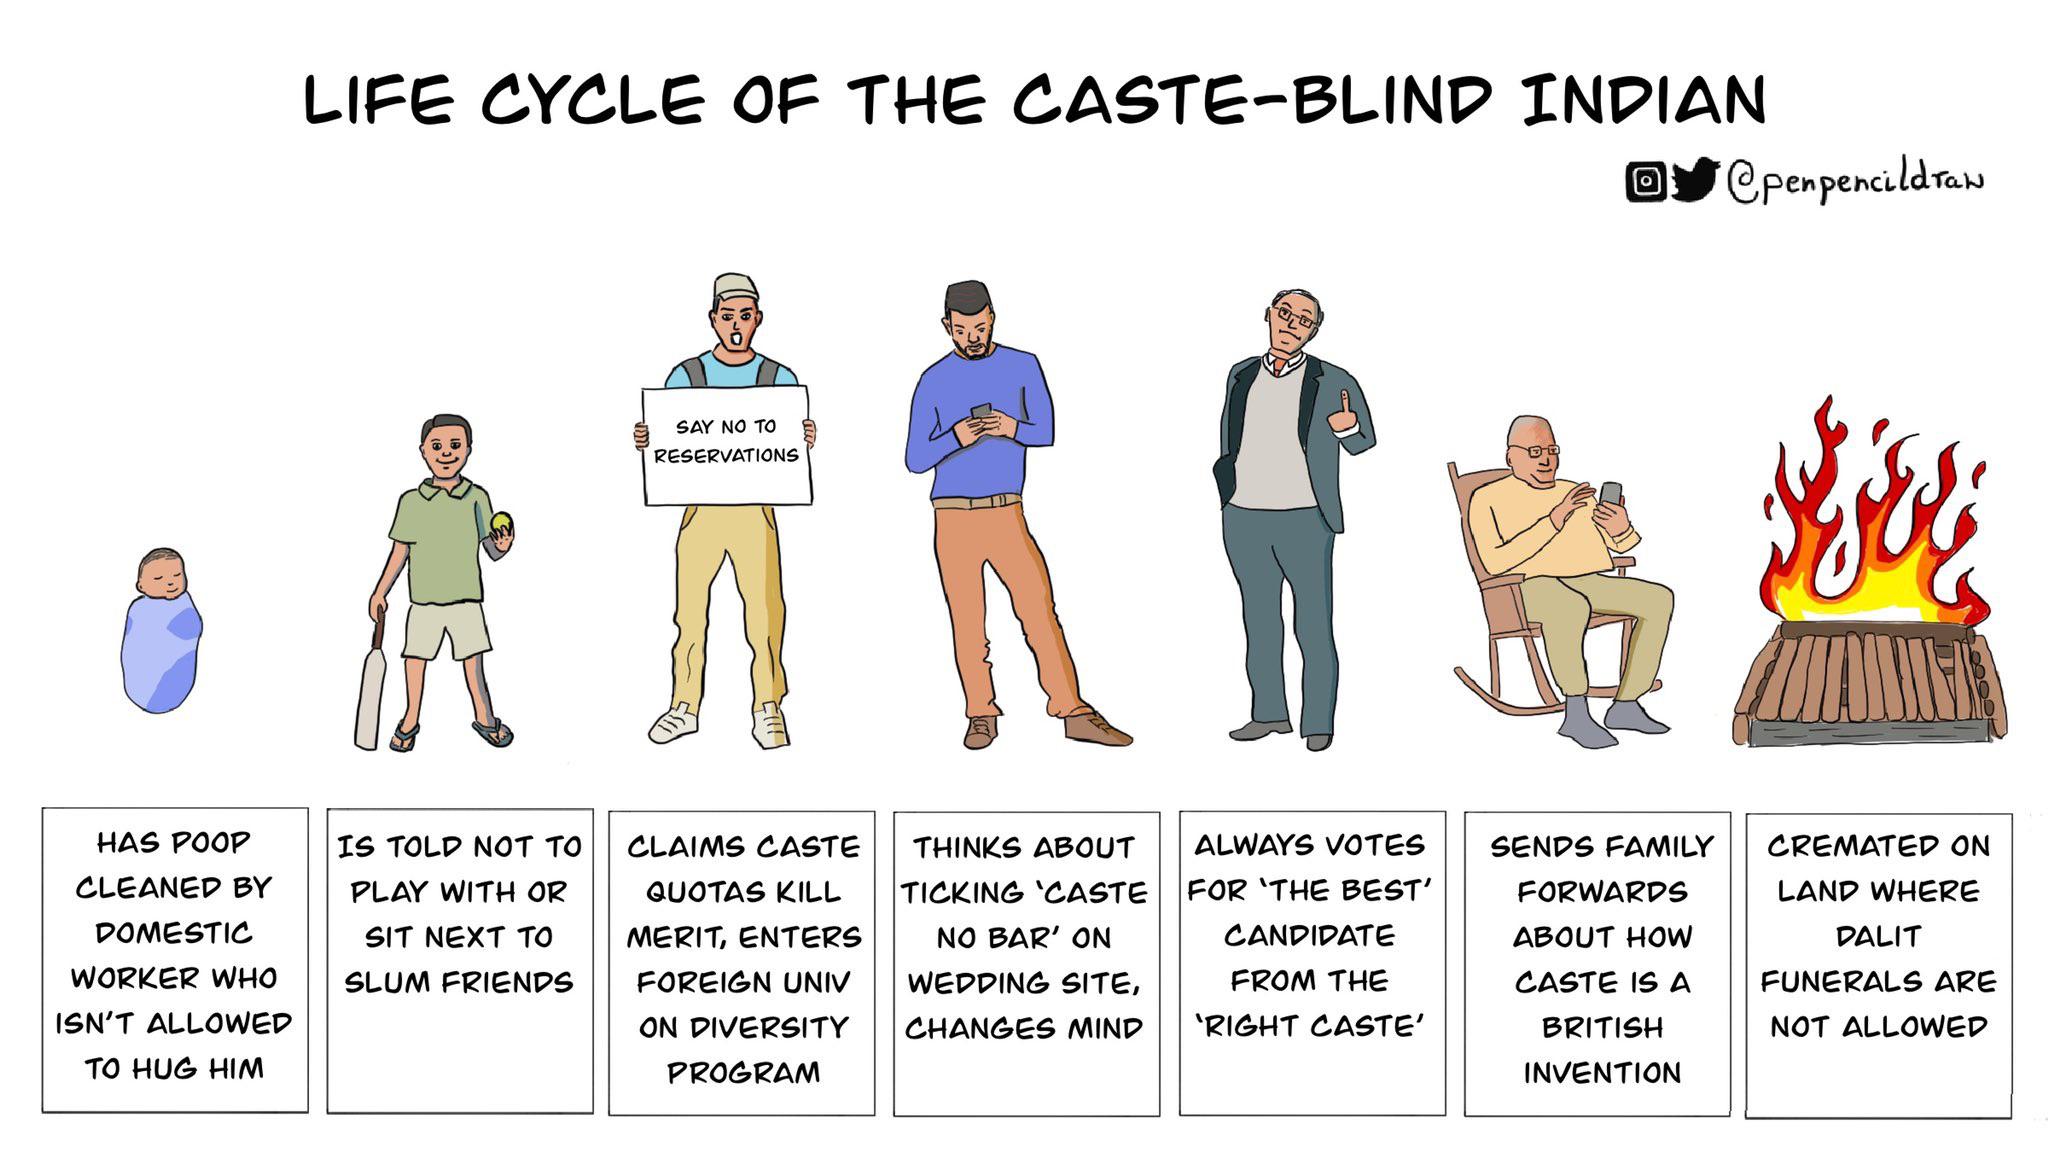 LIFE CYCLE OF THE CASTE-BLIND INDIAN
@penpencildraw
SAY NO TO
RESERVATIONS
HAS POOP
CLEANED BY
DOMESTIC
WORKER WHO
ISN'T ALLOWED
TO HUG HIM
IS TOLD NOT TO
PLAY WITH OR
SIT NEXT TO
SLUM FRIENDS
CLAIMS CASTE
QUOTAS KILL
MERIT, ENTERS
FOREIGN UNIV
ON DIVERSITY
PROGRAM
THINKS ABOUT
TICKING 'CASTE
NO BAR' ON
WEDDING SITE,
CHANGES MIND
ALWAYS VOTES
FOR 'THE BEST'
CANDIDATE
FROM THE
'RIGHT CASTE'
SENDS FAMILY
FORWARDS
ABOUT HOW
CASTE IS A
BRITISH
INVENTION
CREMATED ON
LAND WHERE
DALIT
FUNERALS ARE
NOT ALLOWED